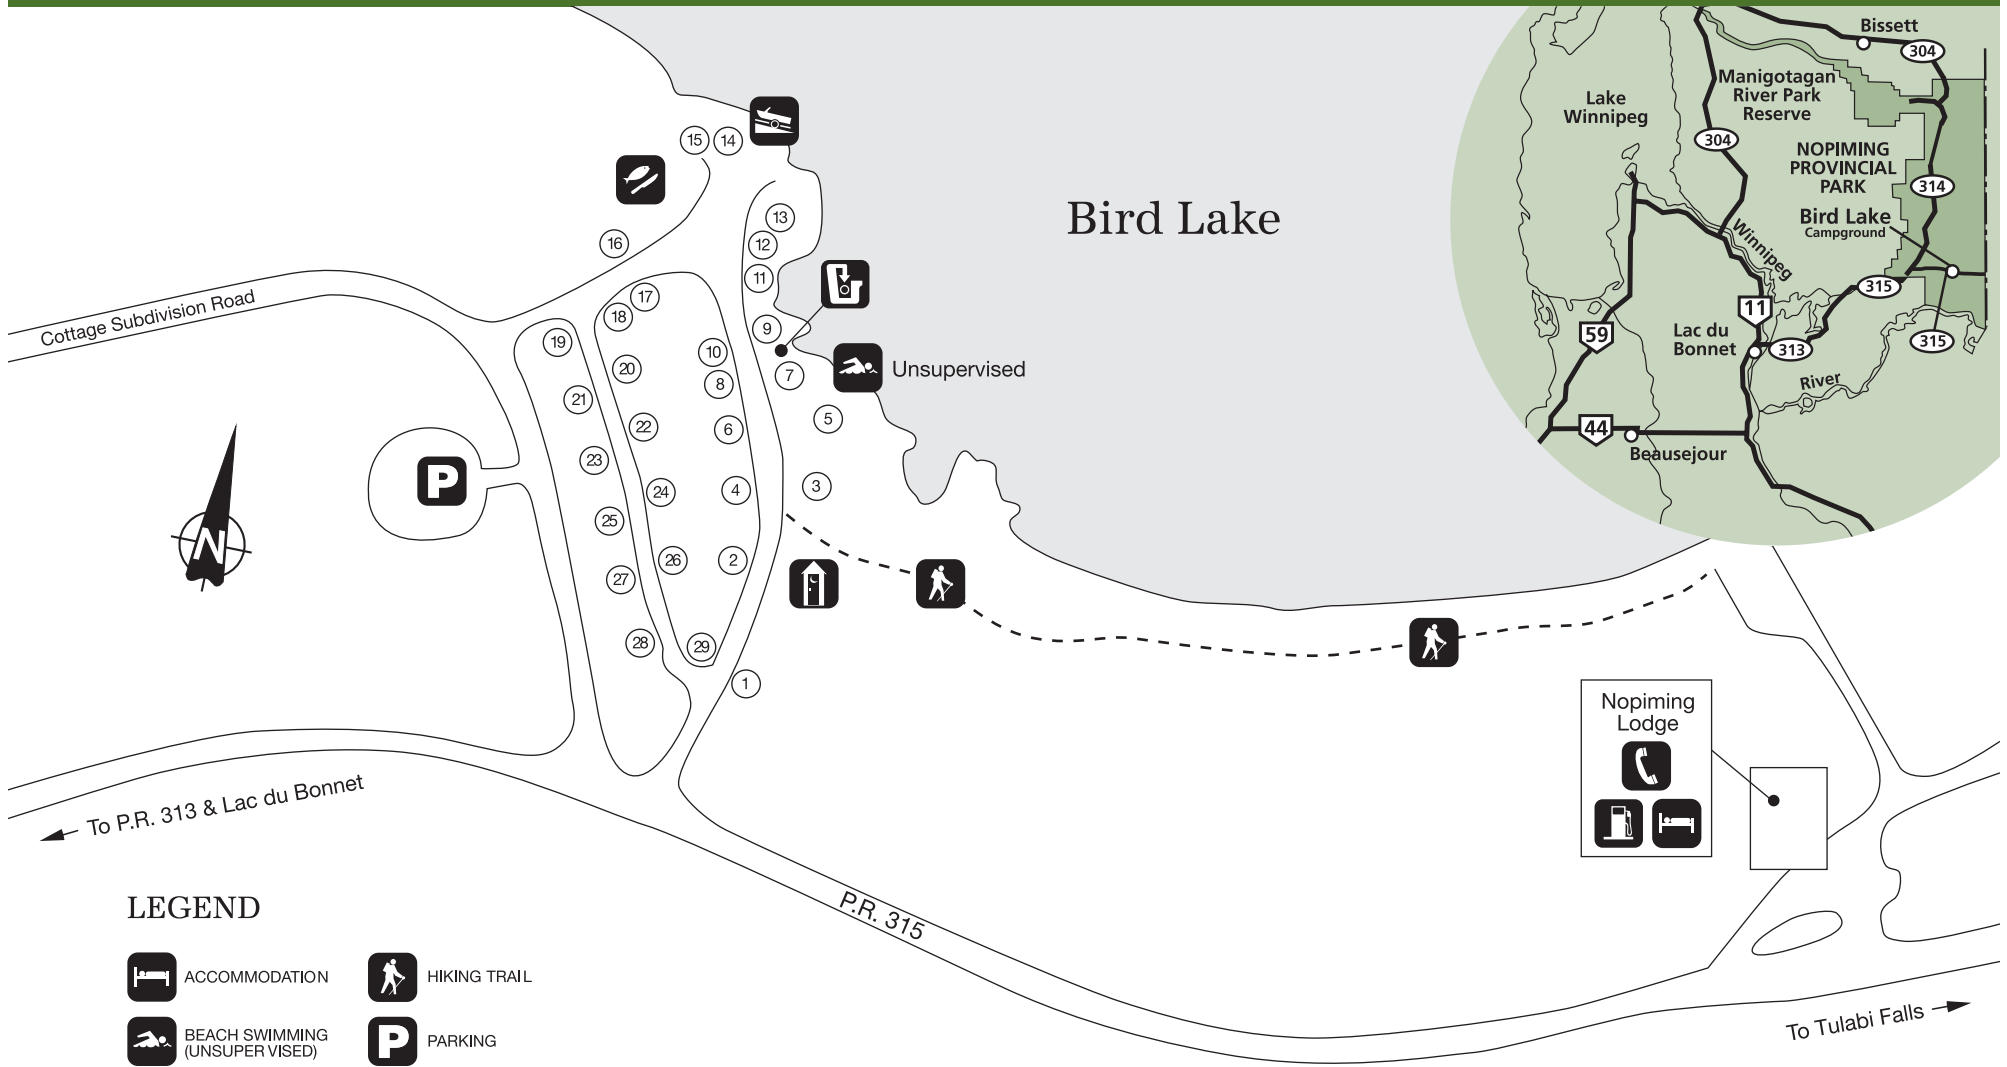 Bird Lake
Cottage Subdivision Road
Unsupervised
15
14
16
13
12
11
17
18
9
19
10
20
7
8
21
5
22
6
23
P
24
4
3
25
26
2
27
28
29
1
N
Nopiming
Lodge
To P.R. 313 & Lac du Bonnet
P.R. 315
To Tulabi Falls
LEGEND
ACCOMMODATION
HIKING TRAIL
BEACH SWIMMING
(UNSUPER VISED)
P
PARKING
Bissett
304
Lake
Winnipeg
Manigotagan
River Park
Reserve
304
NOPIMING
PROVINCIAL
PARK
314
Bird Lake
Campground
Winnipeg
315
11
59
Lac du
Bonnet
313
315
River
44
Beausejour